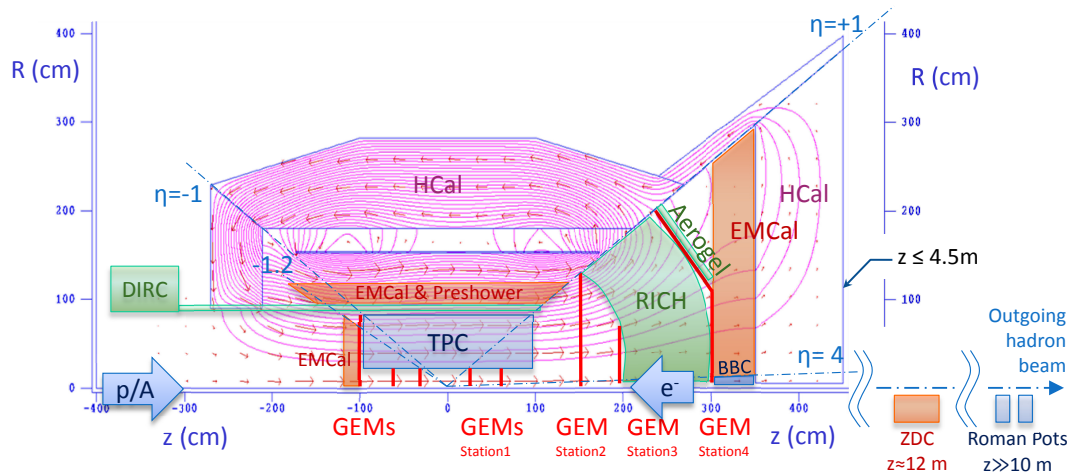 400
R (cm)
300
200
100
0
η=-1
-1.2
η=+1
400
R (cm)
300
200
100
HCal
HCal
EMCal
Aerogel
RICH
z ≤ 4.5m
DIRC
EMCal & Preshower
TPC
EMCal
BBC
η= 4
Outgoing
hadron
beam
p/A
e-
-400
-300
-200
-100
0
100
200
300
400
z (cm)
z (cm)
GEMs
GEMs
Station1
GEM
Station2
GEM
Station3
GEM
Station4
ZDC
z≈12 m
Roman Pots
z≫10 m